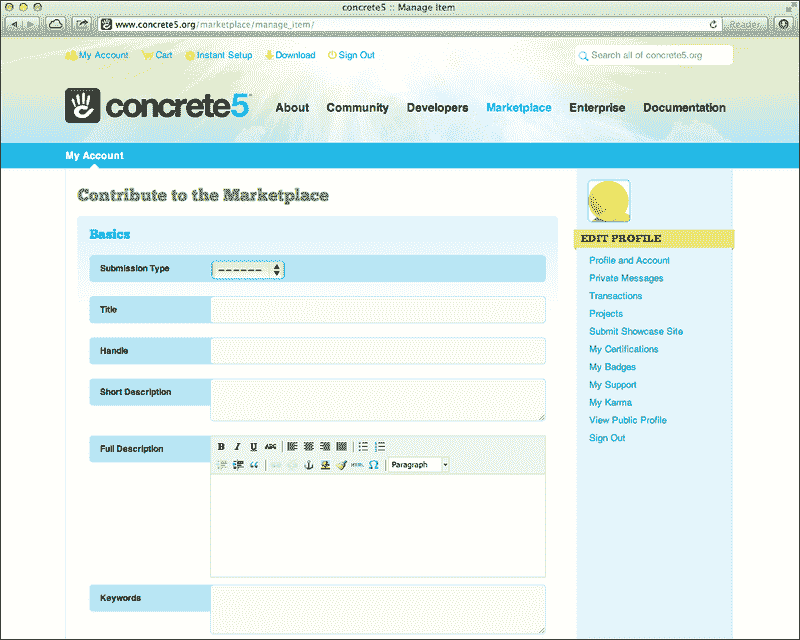 concrete5 :: Manage Item
www.concrete5.org/marketplace/manage_item/
Reader
My Account Cart Instant Setup Download Sign Out
Search all of concrete5.org
concrete5 About Community Developers Marketplace Enterprise Documentation
My Account
Contribute to the Marketplace
Basics
Submission Type ------
Title
Handle
Short Description
Full Description
B I U ABC
HTML Ω Paragraph
Keywords
EDIT PROFILE
Profile and Account
Private Messages
Transactions
Projects
Submit Showcase Site
My Certifications
My Badges
My Support
My Karma
View Public Profile
Sign Out